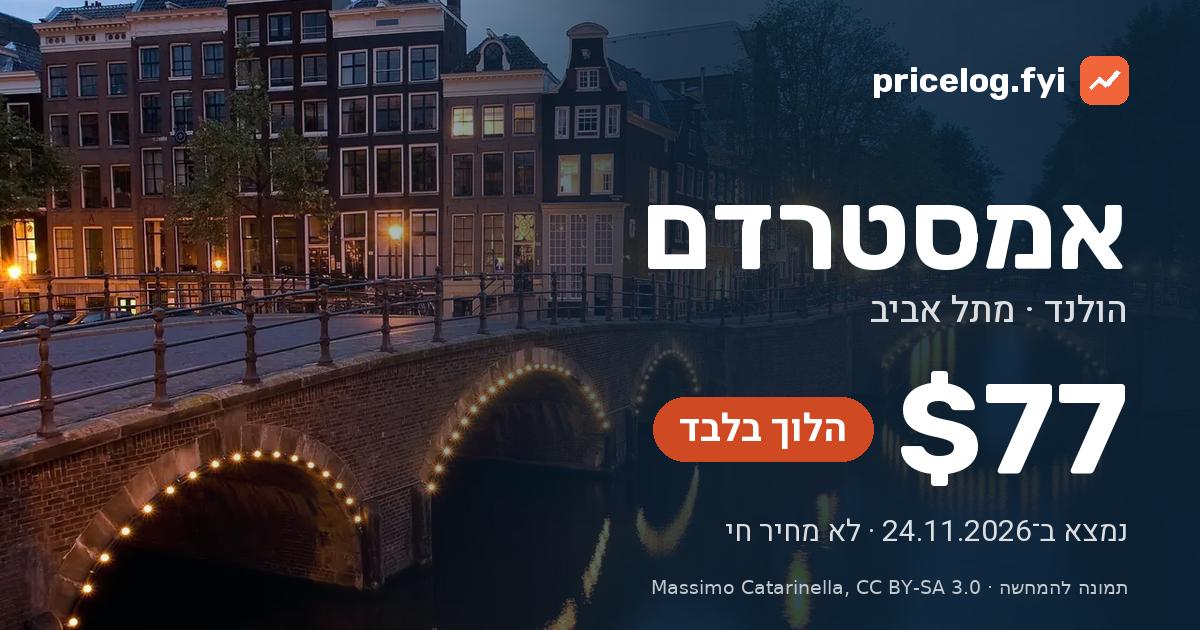 pricelog.fyi
אמסטרדם
הולנד · מתל אביב
$77 הלוך בלבד
נמצא ב־24.11.2026 · לא מחיר חי
תמונה להמחשה · Massimo Catarinella, CC BY-SA 3.0